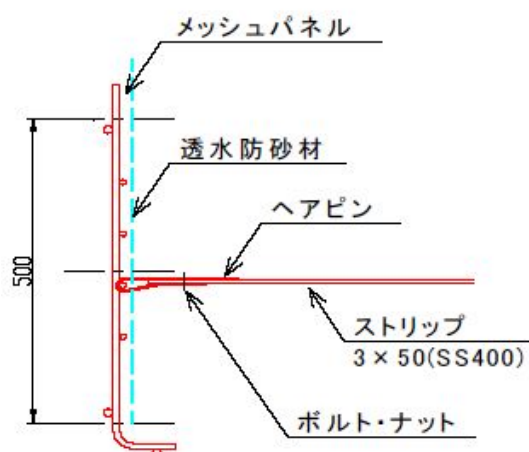 メッシュパネル
透水防砂材
ヘアピン
500
ストリップ
3×50(SS400)
ボルト・ナット